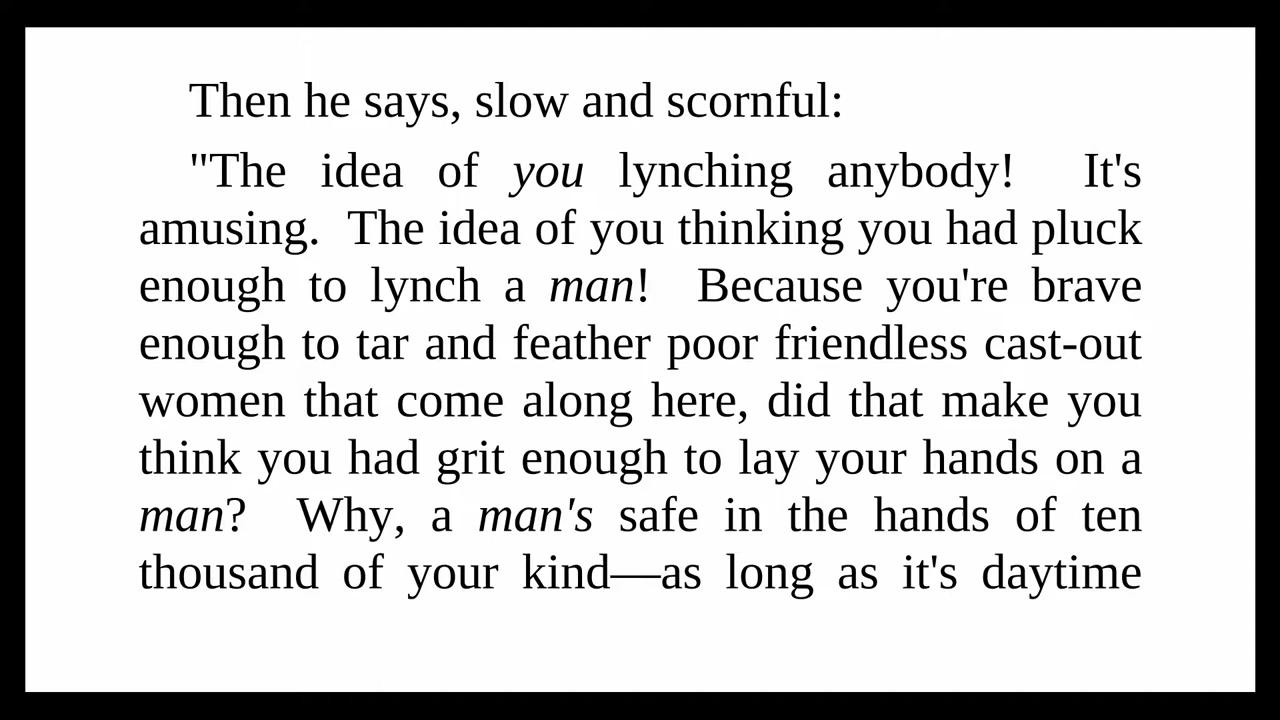 Then he says, slow and scornful:
"The idea of you lynching anybody!  It's
amusing.  The idea of you thinking you had pluck
enough to lynch a man!  Because you're brave
enough to tar and feather poor friendless cast-out
women that come along here, did that make you
think you had grit enough to lay your hands on a
man?  Why, a man's safe in the hands of ten
thousand of your kind—as long as it's daytime